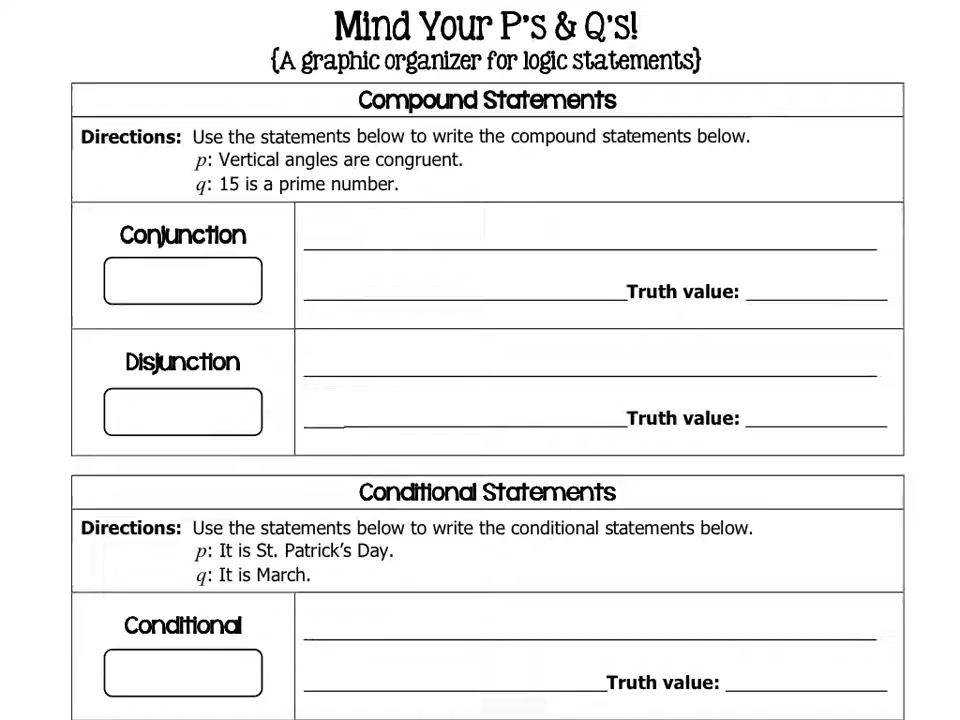 Mind Your P's & Q's!
{A graphic organizer for logic statements}
Compound Statements
Directions: Use the statements below to write the compound statements below.
p: Vertical angles are congruent.
q: 15 is a prime number.
Conjunction
Truth value:
Disjunction
Truth value:
Conditional Statements
Directions: Use the statements below to write the conditional statements below.
p: It is St. Patrick's Day.
q: It is March.
Conditional
Truth value: